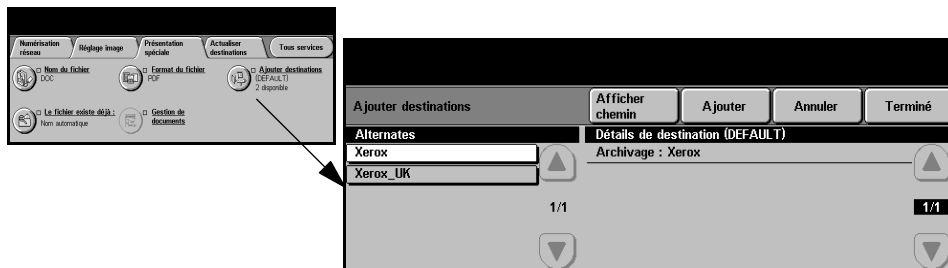 Numérisation réseau
Réglage image
Présentation spéciale
Actualiser destinations
Tous services
Nom du fichier
DOC
Format du fichier
PDF
Ajouter destinations
(DEFAULT)
2 disponible
Le fichier existe déjà :
Nom automatique
Gestion de documents
Ajouter destinations
Afficher chemin
Ajouter
Annuler
Terminé
Alternates
Détails de destination (DEFAULT)
Xerox
Archivage : Xerox
Xerox_UK
1/1
1/1